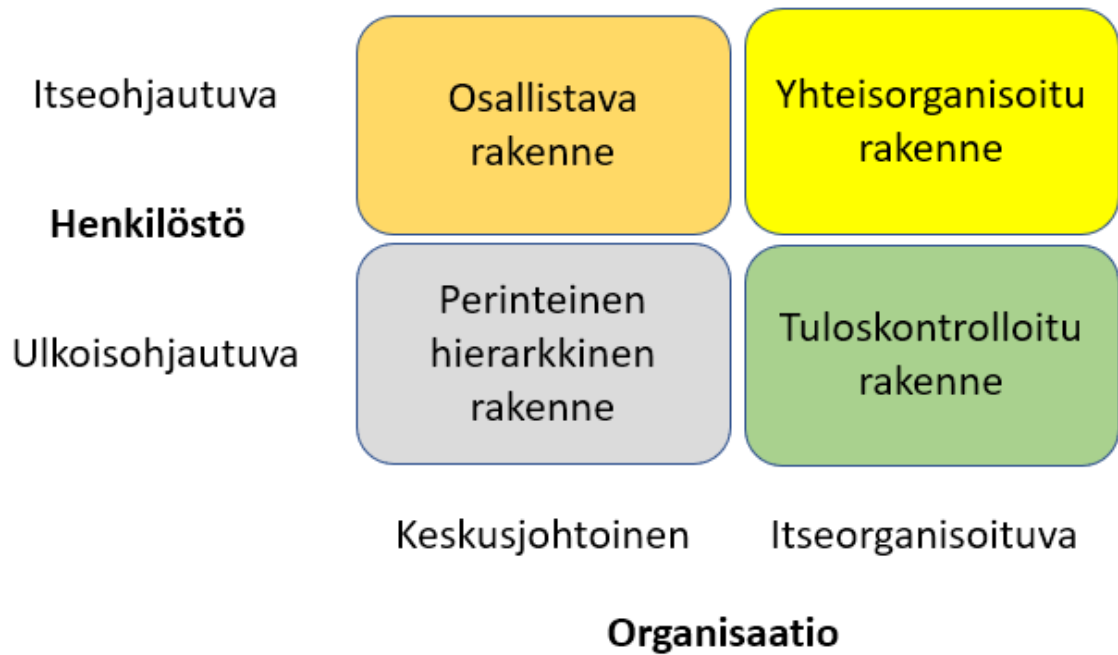 Itseohjautuva
Osallistava
rakenne
Yhteisorganisoitu
rakenne
Henkilöstö
Ulkoisohjautuva
Perinteinen
hierarkkinen
rakenne
Tuloskontrolloitu
rakenne
Keskusjohtoinen
Itseorganisoituva
Organisaatio